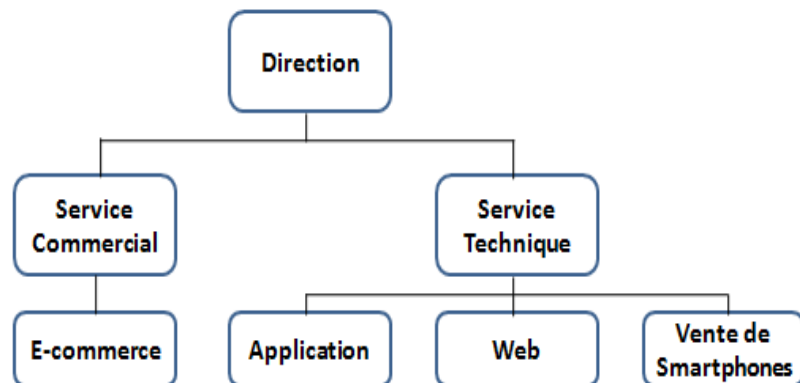 Direction
Service
Commercial
Service
Technique
E-commerce
Application
Web
Vente de
Smartphones